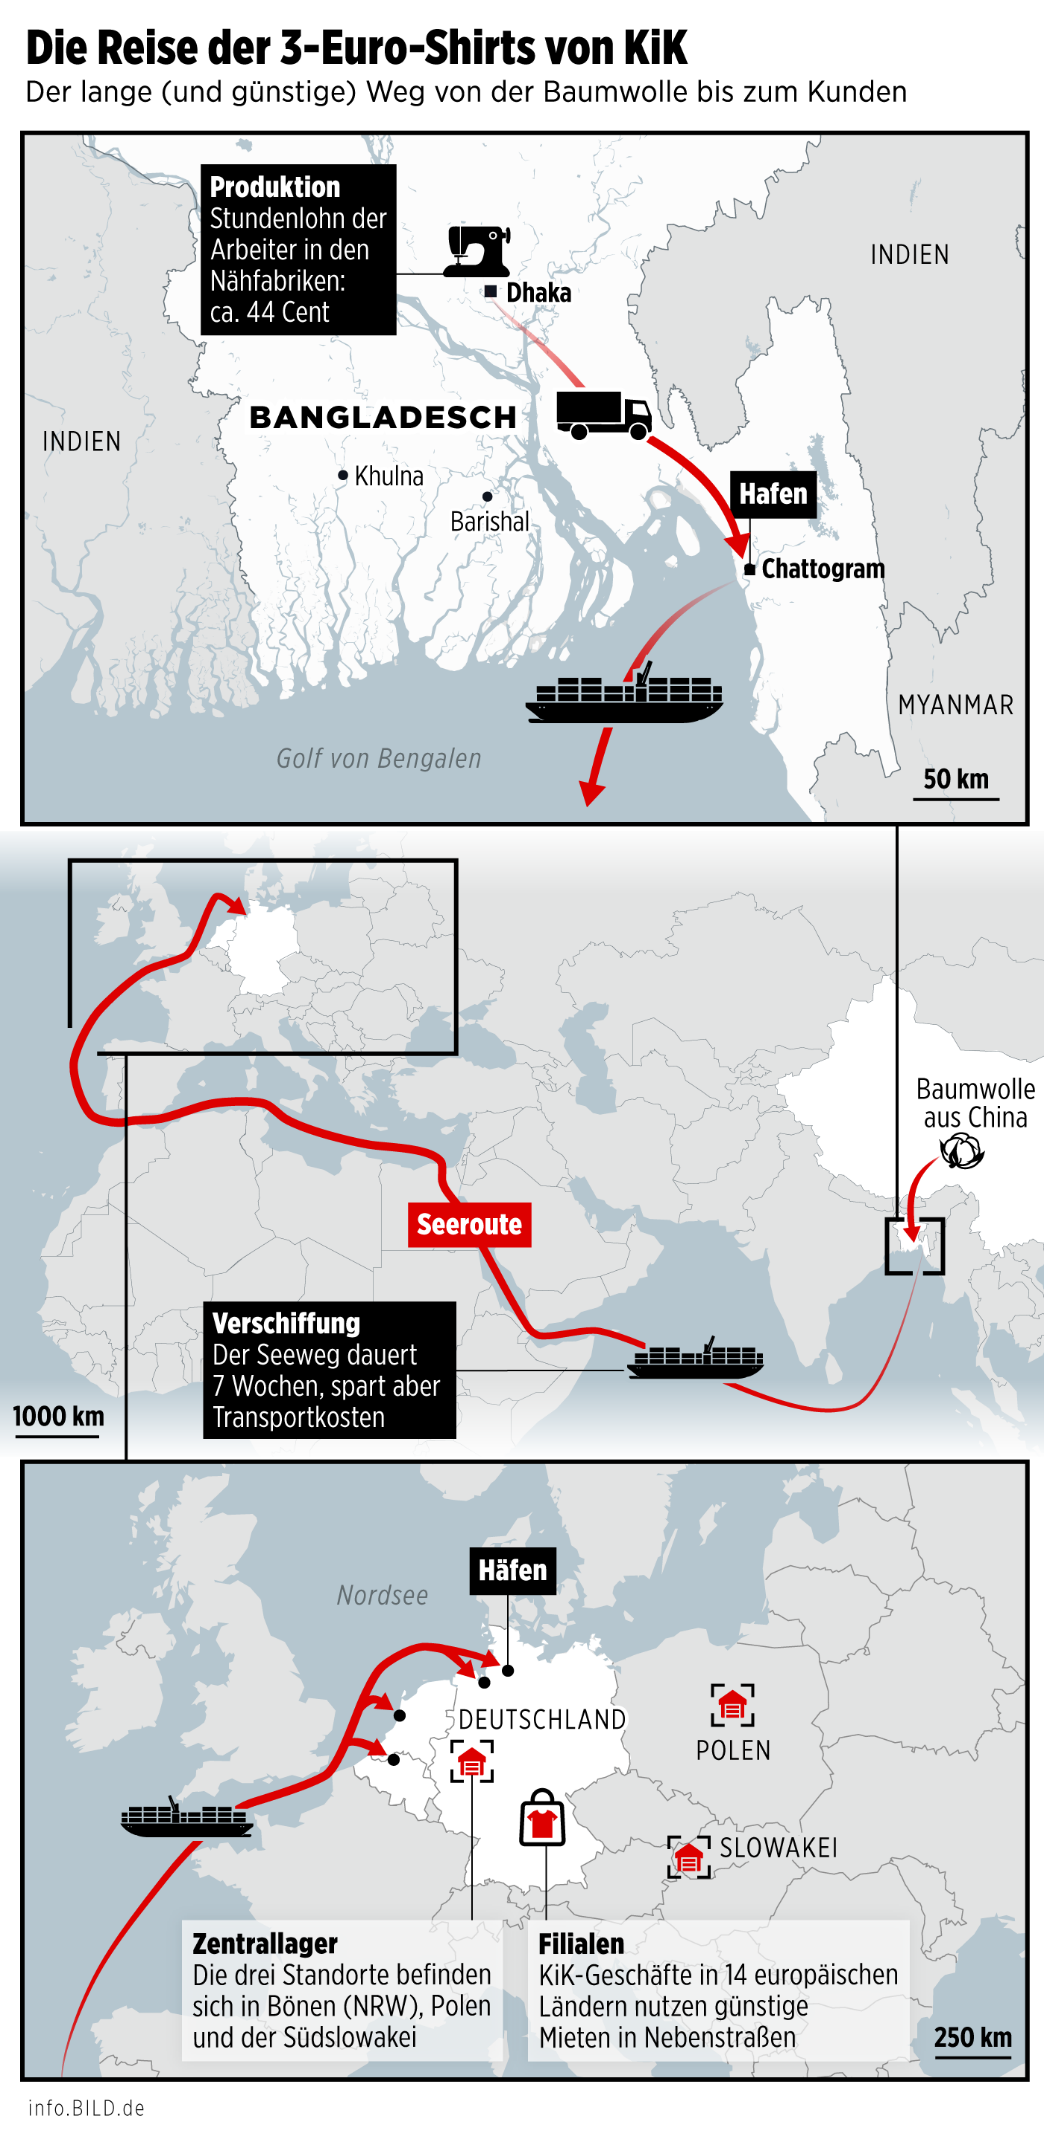 Die Reise der 3-Euro-Shirts von KiK
Der lange (und günstige) Weg von der Baumwolle bis zum Kunden
Produktion
Stundenlohn der
Arbeiter in den
Nähfabriken:
ca. 44 Cent
INDIEN
Dhaka
BANGLADESCH
INDIEN
Khulna
Hafen
Barishal
Chattogram
MYANMAR
Golf von Bengalen
50 km
Baumwolle
aus China
Seeroute
Verschiffung
Der Seeweg dauert
7 Wochen, spart aber
Transportkosten
1000 km
Häfen
Nordsee
DEUTSCHLAND
POLEN
SLOWAKEI
Zentrallager
Die drei Standorte befinden
sich in Bönen (NRW), Polen
und der Südslowakei
Filialen
KiK-Geschäfte in 14 europäischen
Ländern nutzen günstige
Mieten in Nebenstraßen
250 km
info.BILD.de